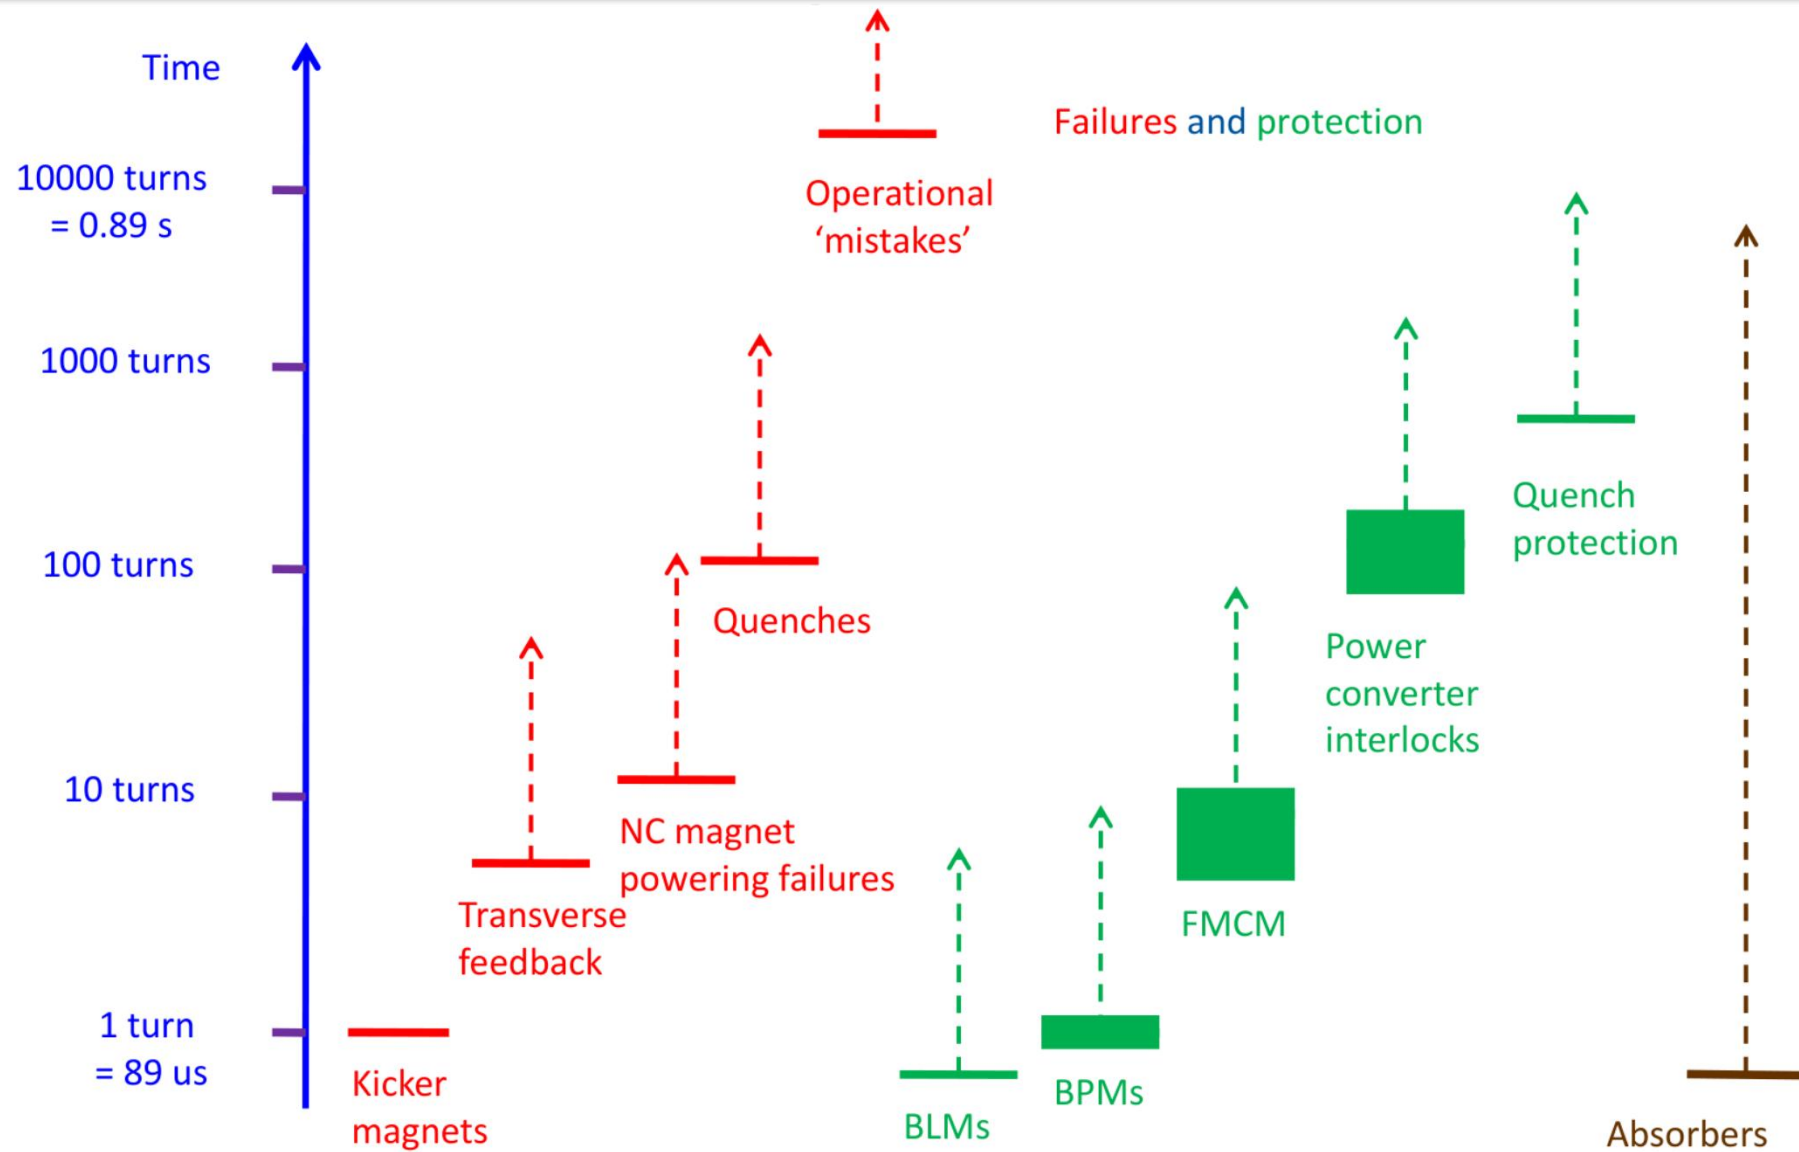 Time
Failures and protection
10000 turns
= 0.89 s
Operational
‘mistakes’
1000 turns
100 turns
Quenches
Quench
protection
Power
converter
interlocks
10 turns
NC magnet
powering failures
Transverse
feedback
FMCM
1 turn
= 89 us
Kicker
magnets
BLMs
BPMs
Absorbers